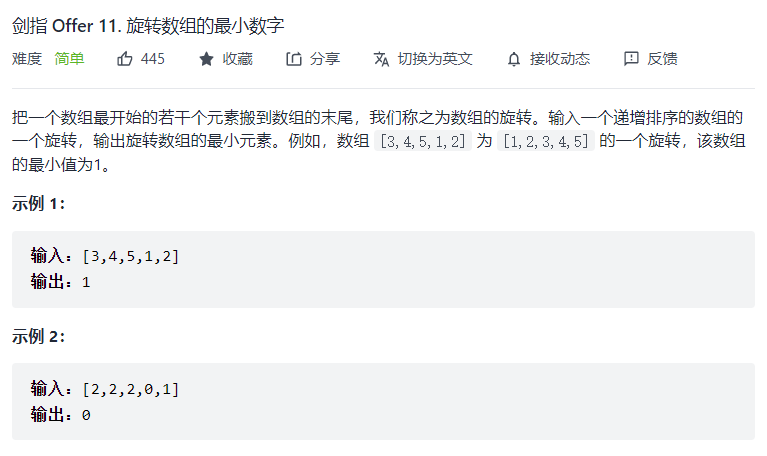 剑指 Offer 11. 旋转数组的最小数字
难度 简单 445 收藏 分享 切换为英文 接收动态 反馈
把一个数组最开始的若干个元素搬到数组的末尾，我们称之为数组的旋转。输入一个递增排序的数组的
一个旋转，输出旋转数组的最小元素。例如，数组 [3,4,5,1,2] 为 [1,2,3,4,5] 的一个旋转，该数组
的最小值为1。
示例 1：
输入：[3,4,5,1,2]
输出：1
示例 2：
输入：[2,2,2,0,1]
输出：0